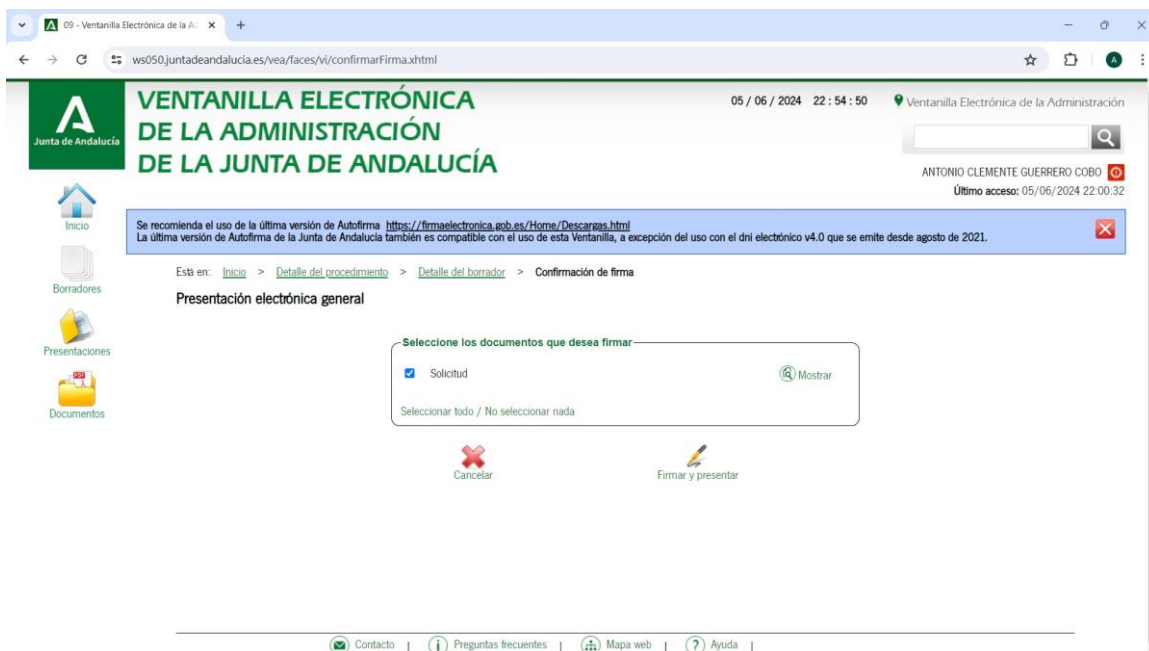 09 - Ventanilla Electrónica de la A
ws050.juntadeandalucia.es/vea/faces/vi/confirmarFirma.xhtml
A
Junta de Andalucía
VENTANILLA ELECTRÓNICA
DE LA ADMINISTRACIÓN
DE LA JUNTA DE ANDALUCÍA
05 / 06 / 2024 22 : 54 : 50
Ventanilla Electrónica de la Administración
ANTONIO CLEMENTE GUERRERO COBO
Último acceso: 05/06/2024 22:00:32
Inicio
Borradores
Presentaciones
PDF
Documentos
Se recomienda el uso de la última versión de Autofirma https://firmaelectronica.gob.es/Home/Descargas.html
La última versión de Autofirma de la Junta de Andalucía también es compatible con el uso de esta Ventanilla, a excepción del uso con el dni electrónico v4.0 que se emite desde agosto de 2021.
Está en: Inicio > Detalle del procedimiento > Detalle del borrador > Confirmación de firma
Presentación electrónica general
Seleccione los documentos que desea firmar
Solicitud
Mostrar
Seleccionar todo / No seleccionar nada
Cancelar
Firmar y presentar
Contacto | Preguntas frecuentes | Mapa web | Ayuda |